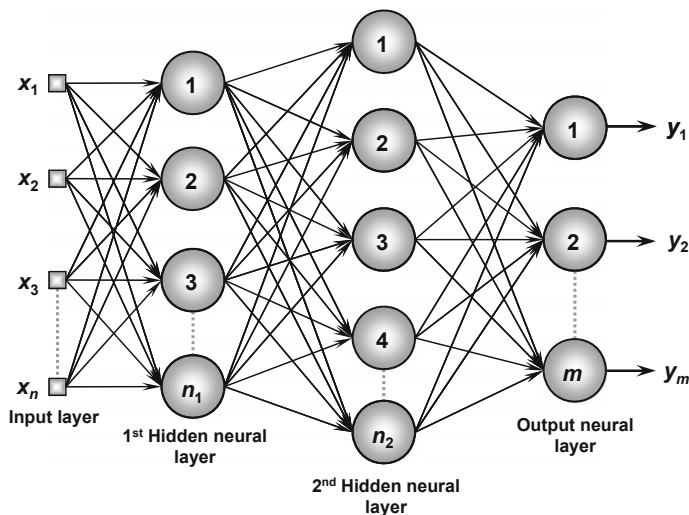 x1
x2
x3
xn
Input layer
1
2
3
n1
1st Hidden neural
layer
1
2
3
4
n2
2nd Hidden neural
layer
1
2
m
Output neural
layer
y1
y2
ym